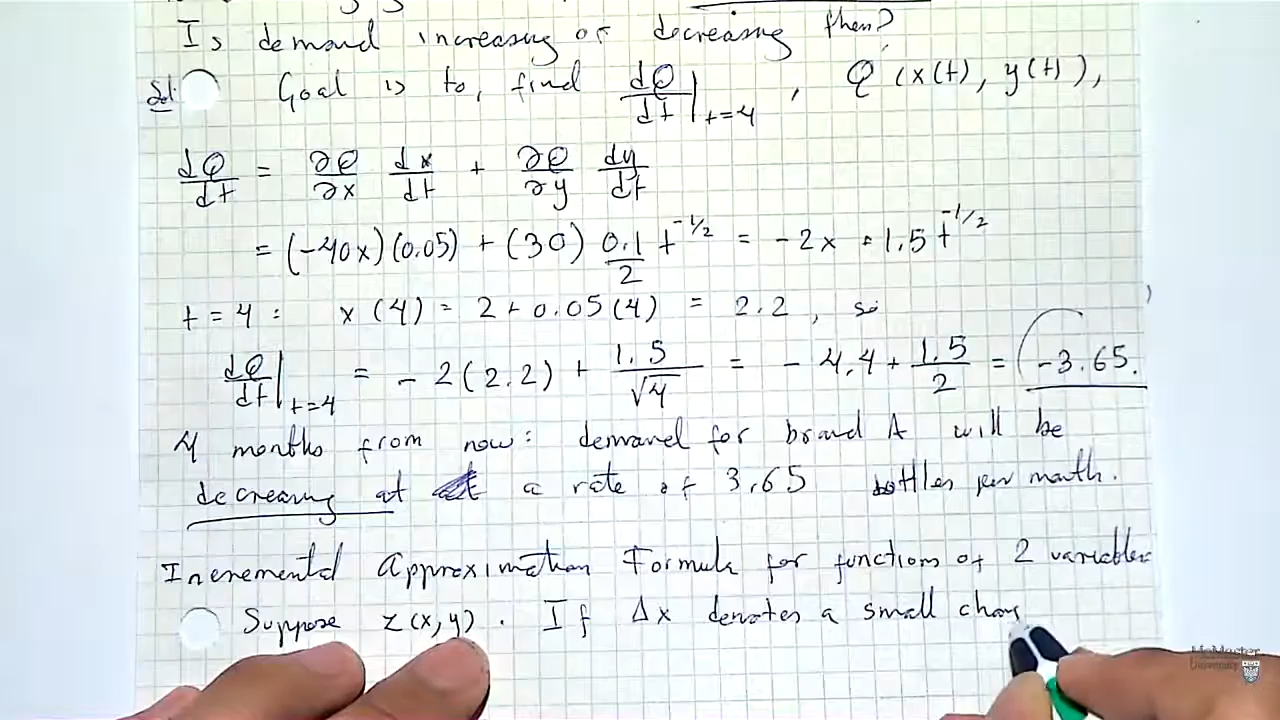 Is demand increasing or decreasing then?
Sol: Goal is to, find dQ/dt|t=4 , Q (x(t), y(t)),
dQ/dt = ∂Q/∂x dx/dt + ∂Q/∂y dy/dt
= (-40x)(0.05) + (30) 0.1/2 t^-1/2 = -2x + 1.5 t^-1/2
t = 4 : x(4) = 2 + 0.05(4) = 2.2 , so
dQ/dt|t=4 = -2(2.2) + 1.5/√4 = -4.4 + 1.5/2 = -3.65.
4 months from now: demand for brand A will be
decreasing at a rate of 3.65 bottles per month.
Incremental Approximation Formula for functions of 2 variables
Suppose z(x,y). If Δx denotes a small chang
McMaster
University